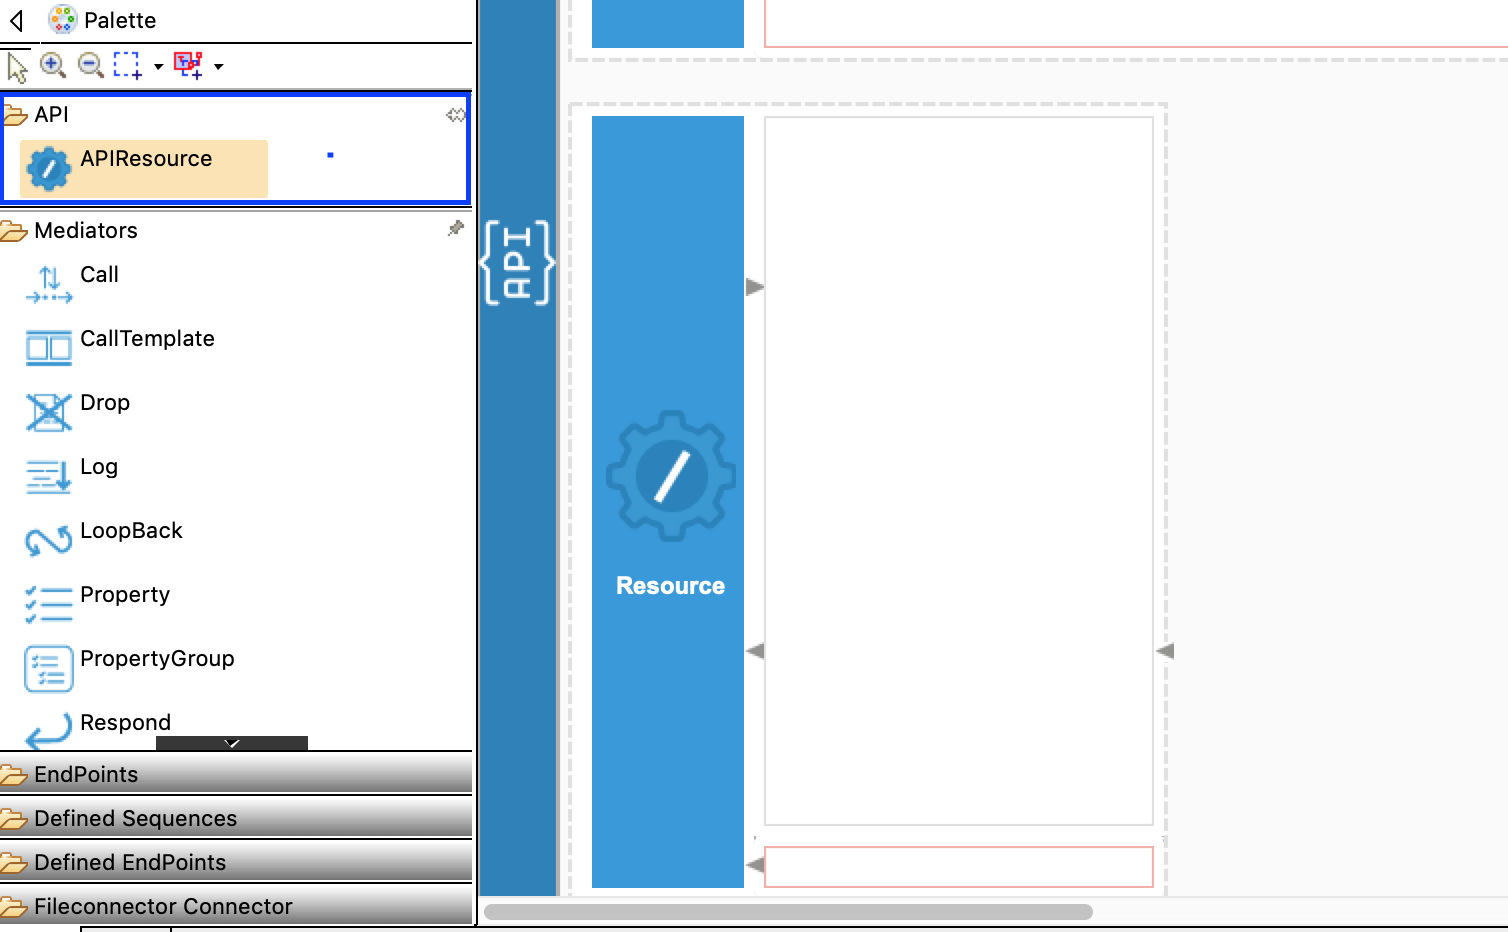 Palette
API
APIResource
Mediators
Call
CallTemplate
Drop
Log
LoopBack
Property
PropertyGroup
Respond
EndPoints
Defined Sequences
Defined EndPoints
Fileconnector Connector
{API}
Resource